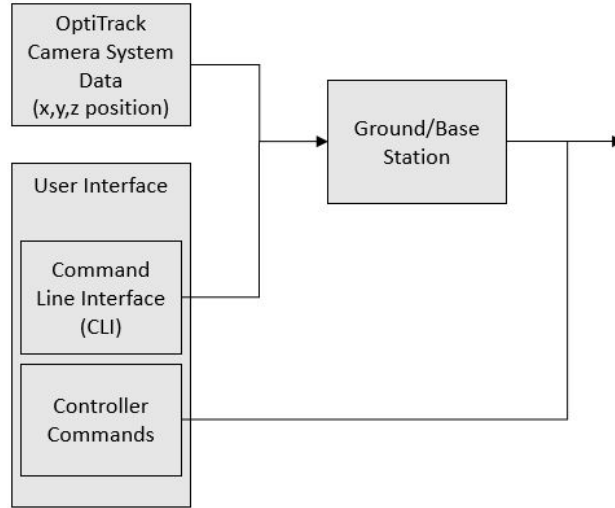 OptiTrack
Camera System
Data
(x,y,z position)
Ground/Base
Station
User Interface
Command
Line Interface
(CLI)
Controller
Commands